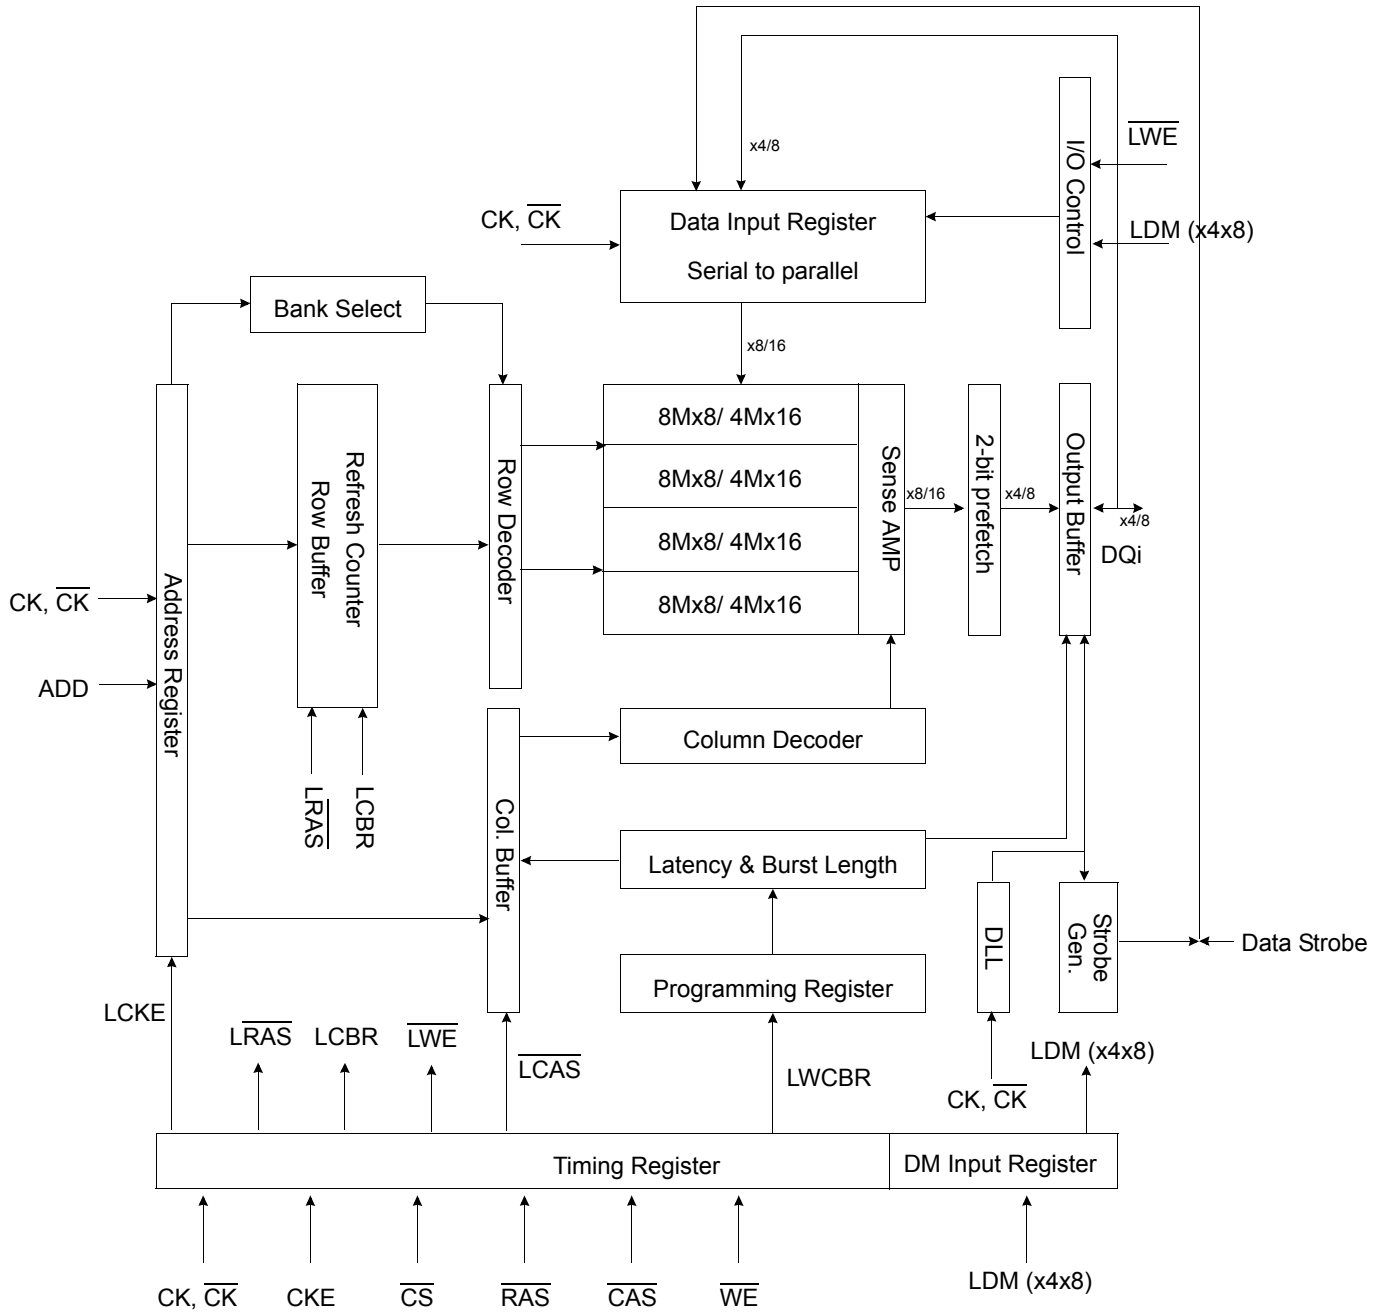 x4/8
LWE
I/O Control
CK, CK
Data Input Register
Serial to parallel
LDM (x4x8)
Bank Select
x8/16
8Mx8/ 4Mx16
8Mx8/ 4Mx16
8Mx8/ 4Mx16
8Mx8/ 4Mx16
Refresh Counter
Row Buffer
Row Decoder
Sense AMP
x8/16
2-bit prefetch
x4/8
Output Buffer
x4/8
DQi
CK, CK
ADD
Address Register
LRAS
LCBR
Col. Buffer
Column Decoder
Latency & Burst Length
Programming Register
DLL
Strobe
Gen.
Data Strobe
LCKE
LRAS
LCBR
LWE
LCAS
LWCBR
CK, CK
LDM (x4x8)
Timing Register
DM Input Register
CK, CK
CKE
CS
RAS
CAS
WE
LDM (x4x8)